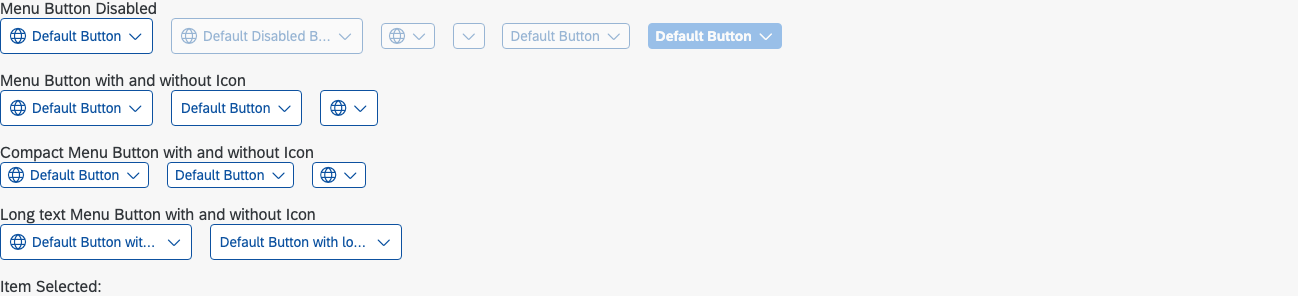 Menu Button Disabled
Default Button Default Disabled B... Default Button Default Button
Menu Button with and without Icon
Default Button Default Button
Compact Menu Button with and without Icon
Default Button Default Button
Long text Menu Button with and without Icon
Default Button wit... Default Button with lo...
Item Selected: